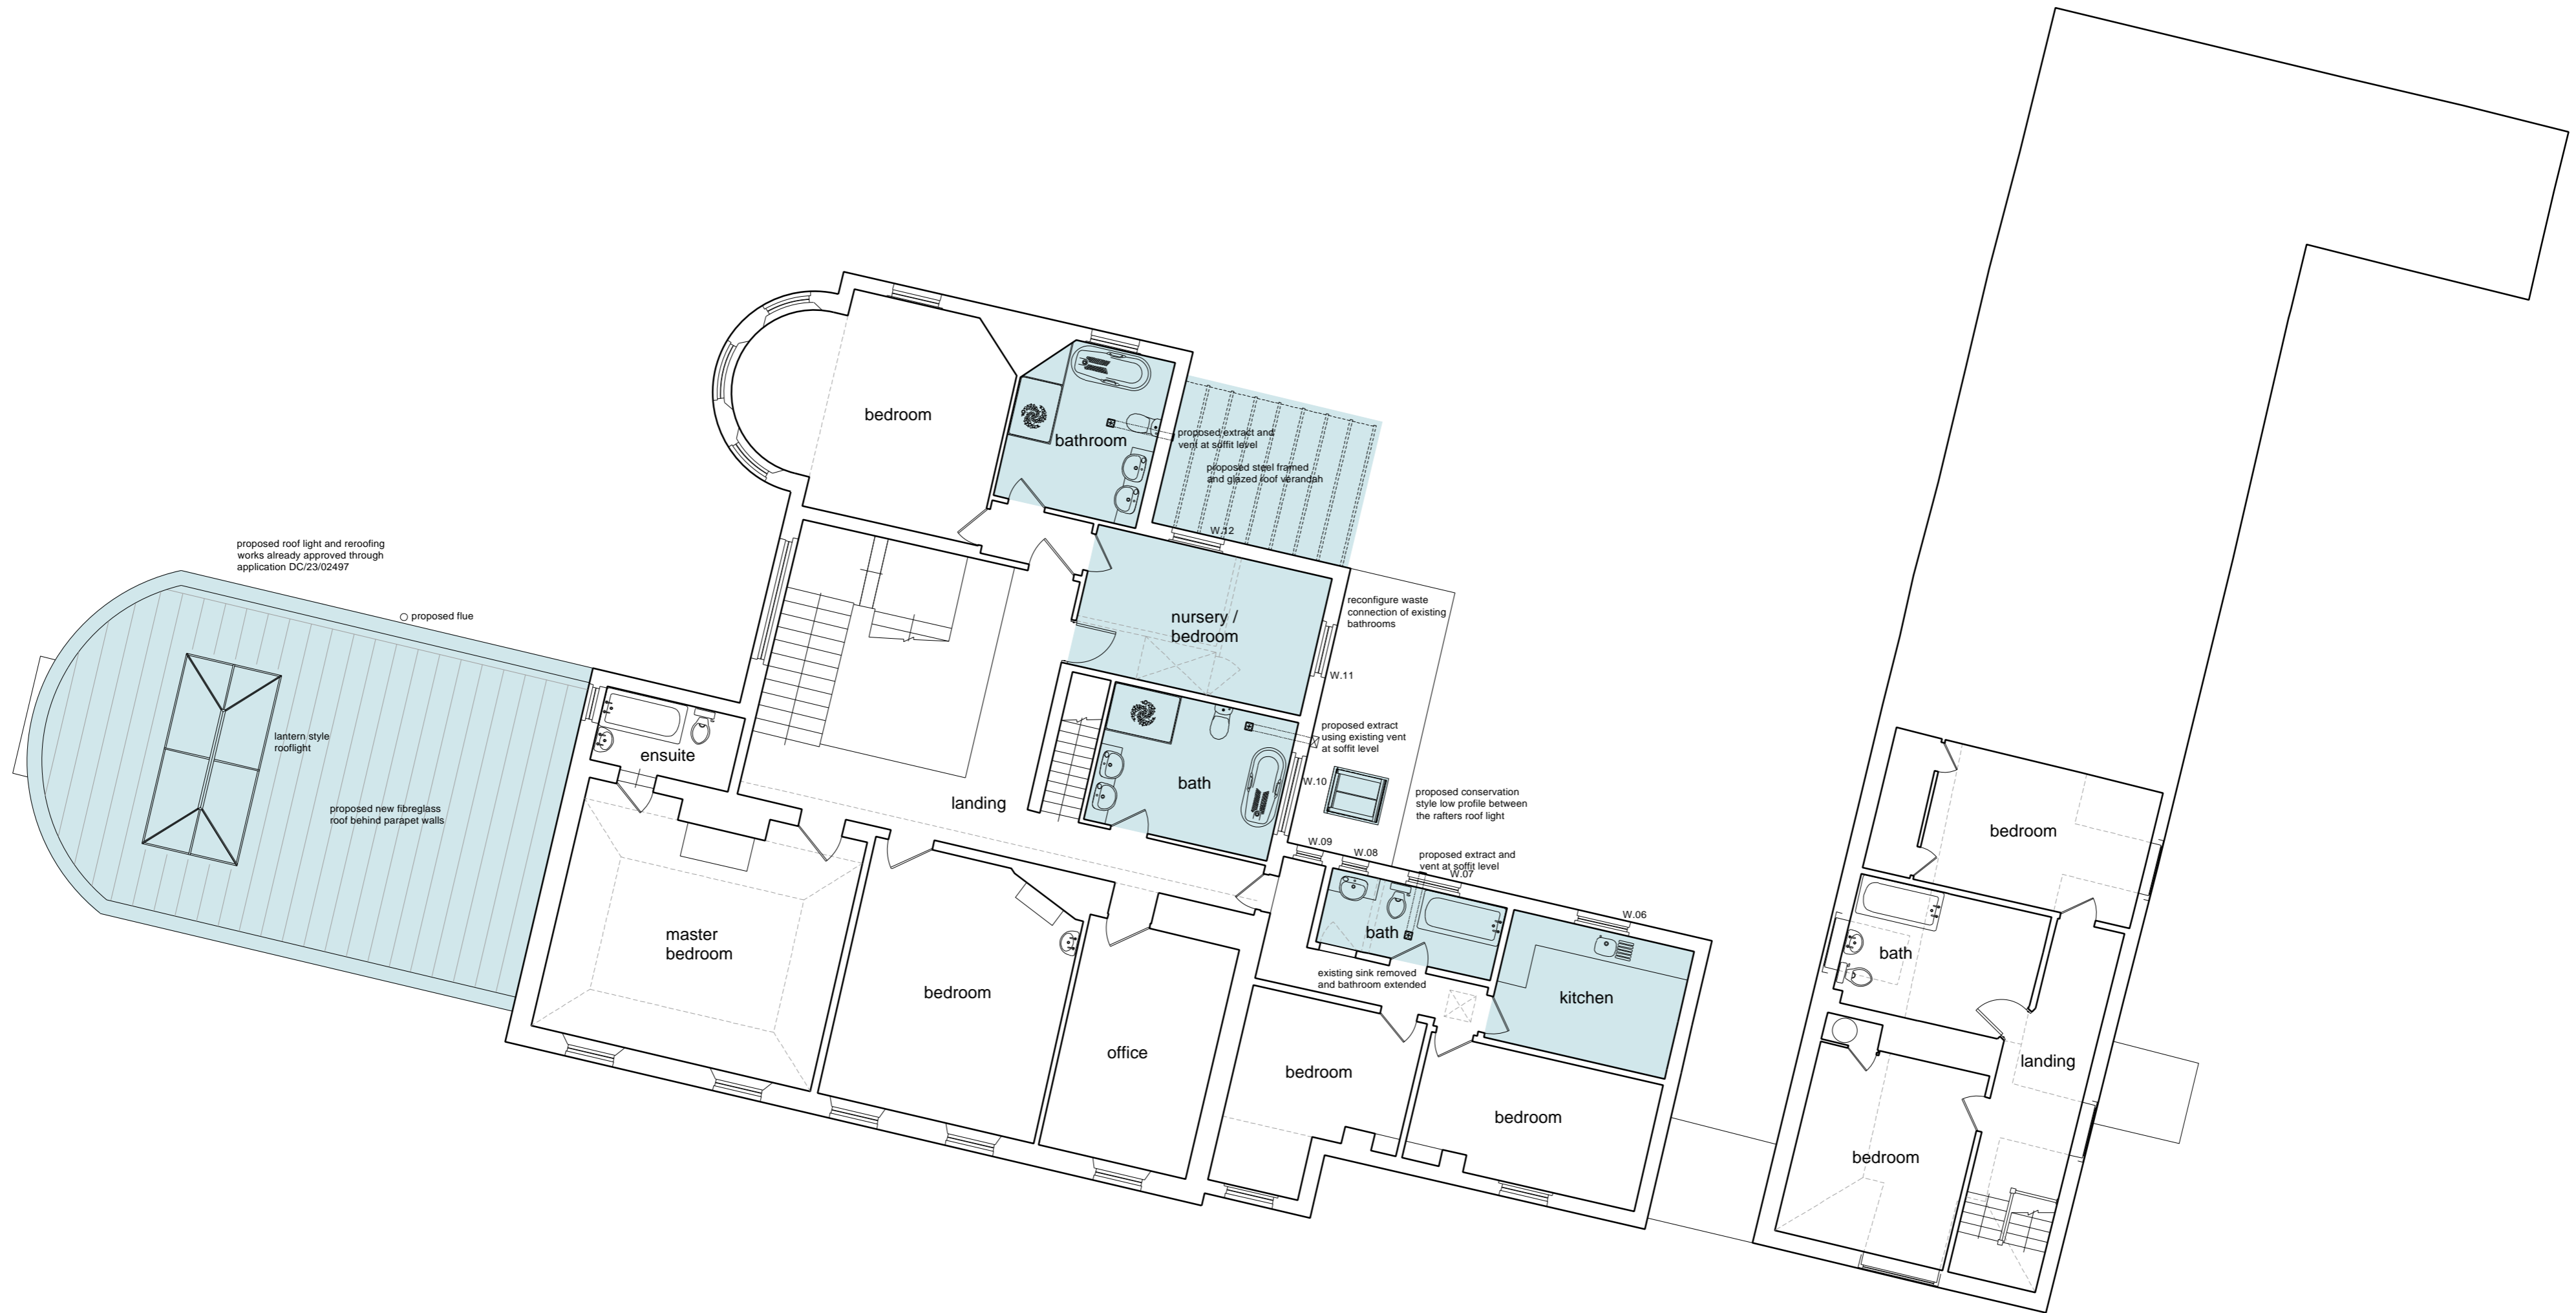 bedroom
bathroom
proposed extract and
vent at soffit level
proposed steel framed
and glazed roof verandah
W.12
proposed roof light and reroofing
works already approved through
application DC/23/02497
proposed flue
nursery /
bedroom
reconfigure waste
connection of existing
bathrooms
W.11
lantern style
rooflight
ensuite
proposed extract
using existing vent
at soffit level
bath
W.10
landing
proposed new fibreglass
roof behind parapet walls
proposed conservation
style low profile between
the rafters roof light
W.09
W.08
proposed extract and
vent at soffit level
W.07
W.06
master
bedroom
bedroom
bath
existing sink removed
and bathroom extended
kitchen
office
bedroom
bedroom
bedroom
bath
landing
bedroom